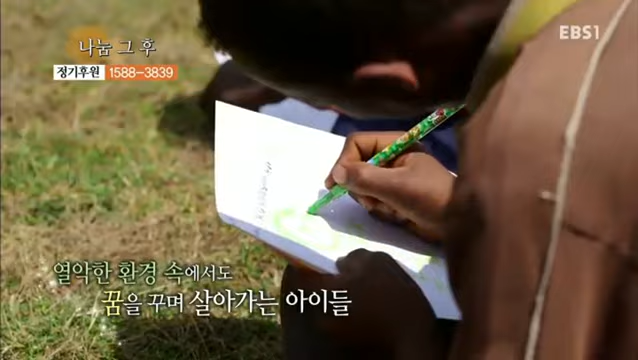 나눔 그 후
EBS1
정기후원 1588-3839
열악한 환경 속에서도
꿈을 꾸며 살아가는 아이들